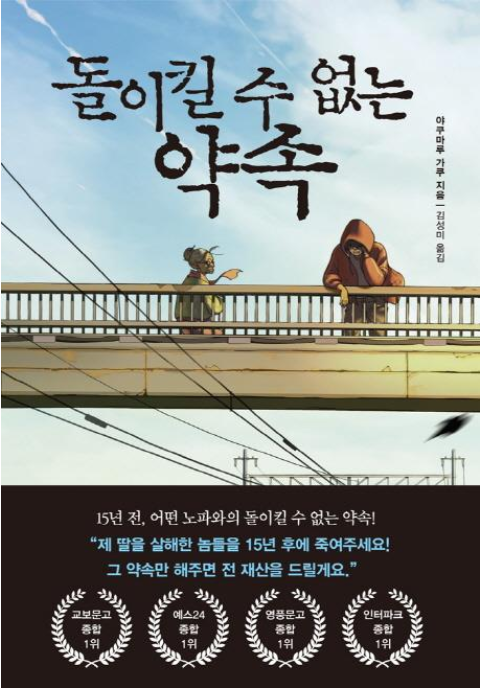 돌이킬 수 없는
약속
야쿠마루 가쿠 지음 | 김성미 옮김
15년 전, 어떤 노파와의 돌이킬 수 없는 약속!
“제 딸을 살해한 놈들을 15년 후에 죽여주세요!
그 약속만 해주면 전 재산을 드릴게요.”
교보문고
종합
1위
예스24
종합
1위
영풍문고
종합
1위
인터파크
종합
1위